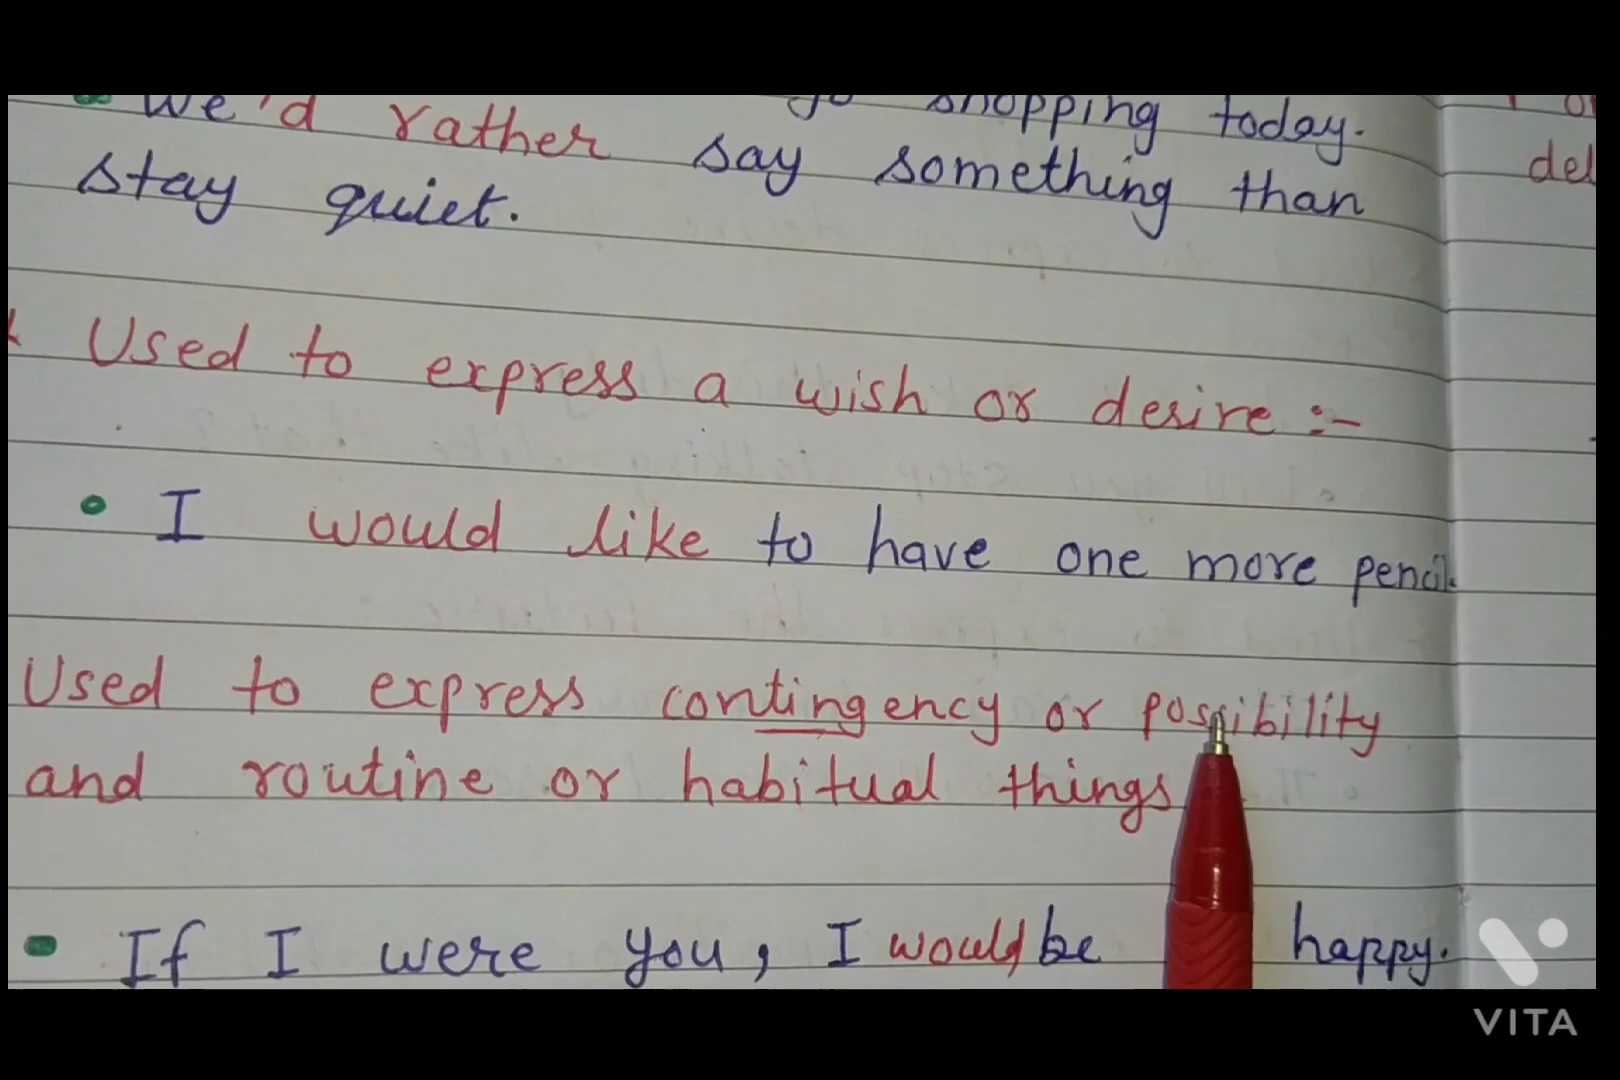 We'd rather say something than
go shopping today.
stay quiet.
Used to express a wish or desire :-
• I would like to have one more pencil.
Used to express contingency or possibility
and routine or habitual things
• If I were you, I would be happy.
del
VITA